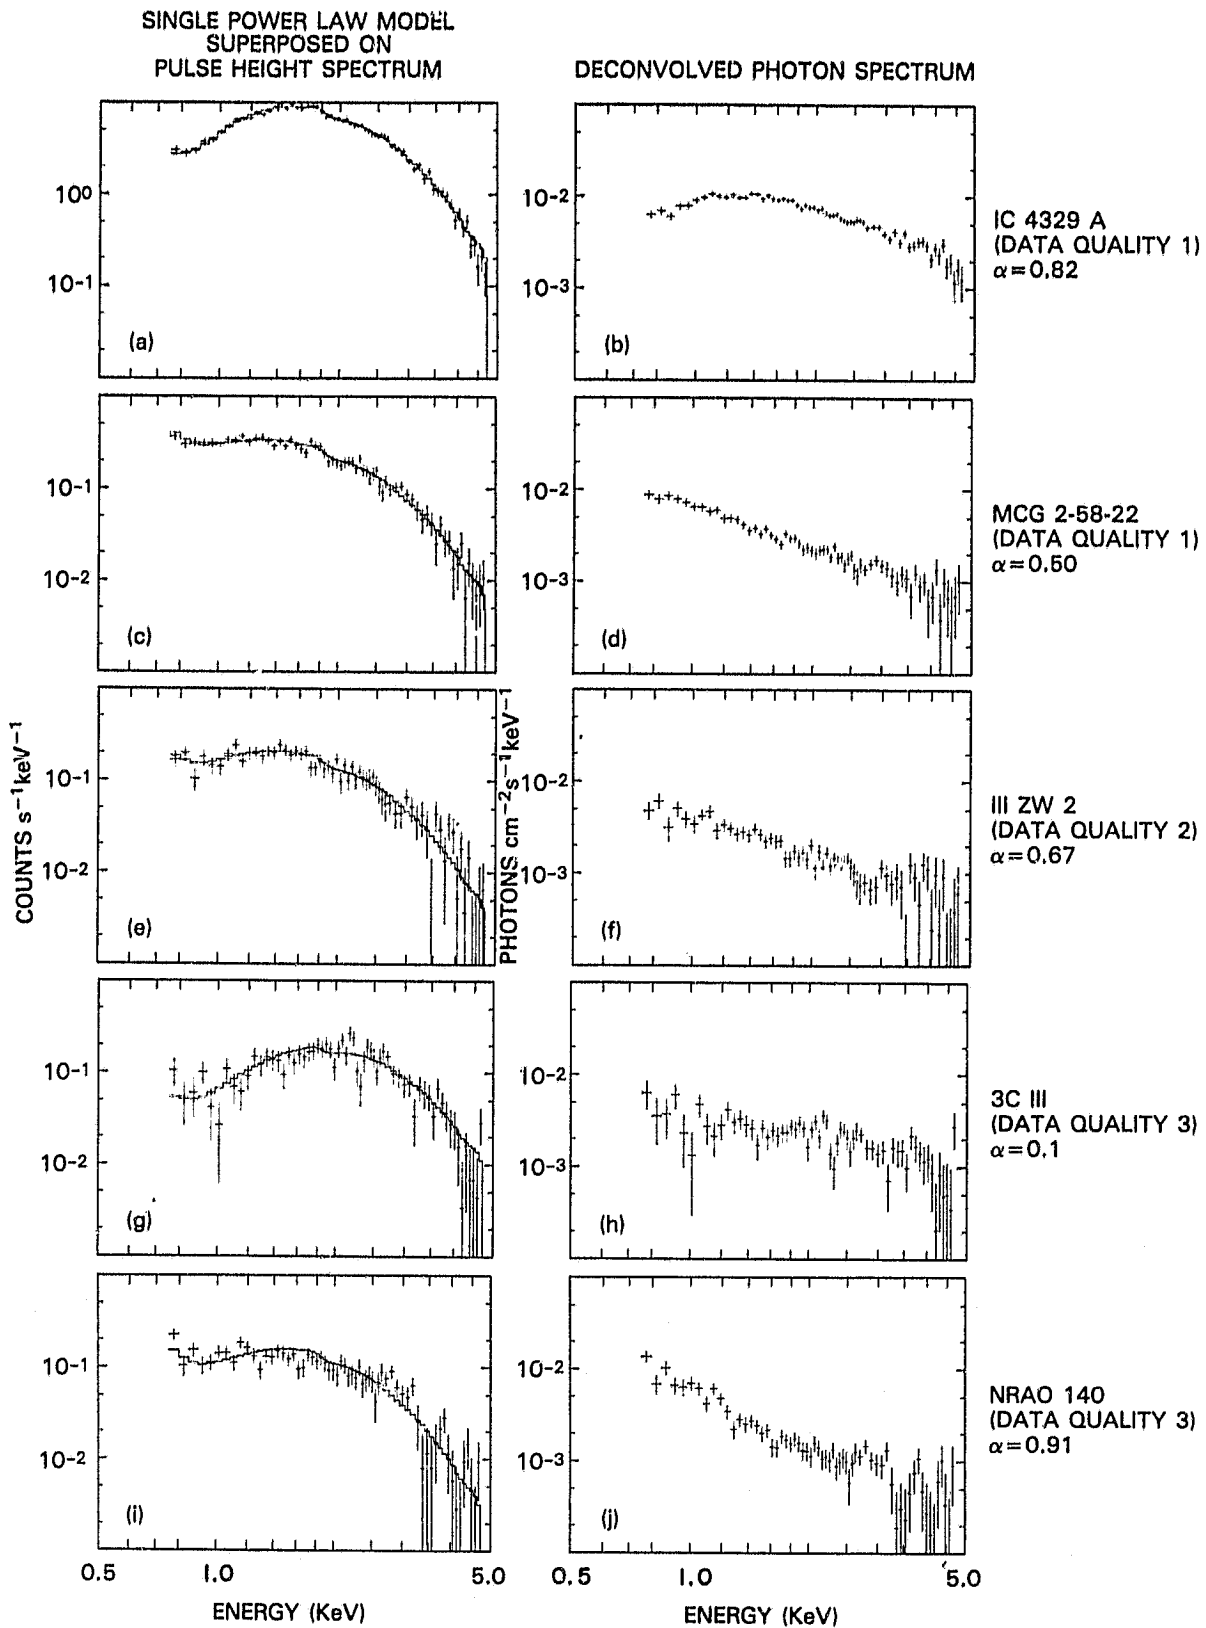 SINGLE POWER LAW MODEL
SUPERPOSED ON
PULSE HEIGHT SPECTRUM
DECONVOLVED PHOTON SPECTRUM
10⁰
10⁻¹
(a)
10⁻²
10⁻³
(b)
IC 4329 A
(DATA QUALITY 1)
α=0.82
10⁻¹
10⁻²
(c)
10⁻²
10⁻³
(d)
MCG 2-58-22
(DATA QUALITY 1)
α=0.50
COUNTS s⁻¹keV⁻¹
10⁻¹
10⁻²
(e)
PHOTONS cm⁻²s⁻¹keV⁻¹
10⁻²
10⁻³
(f)
III ZW 2
(DATA QUALITY 2)
α=0.67
10⁻¹
10⁻²
(g)
10⁻²
10⁻³
(h)
3C III
(DATA QUALITY 3)
α=0.1
10⁻¹
10⁻²
(i)
10⁻²
10⁻³
(j)
NRAO 140
(DATA QUALITY 3)
α=0.91
0.5 1.0 5.0
ENERGY (KeV)
0.5 1.0 5.0
ENERGY (KeV)